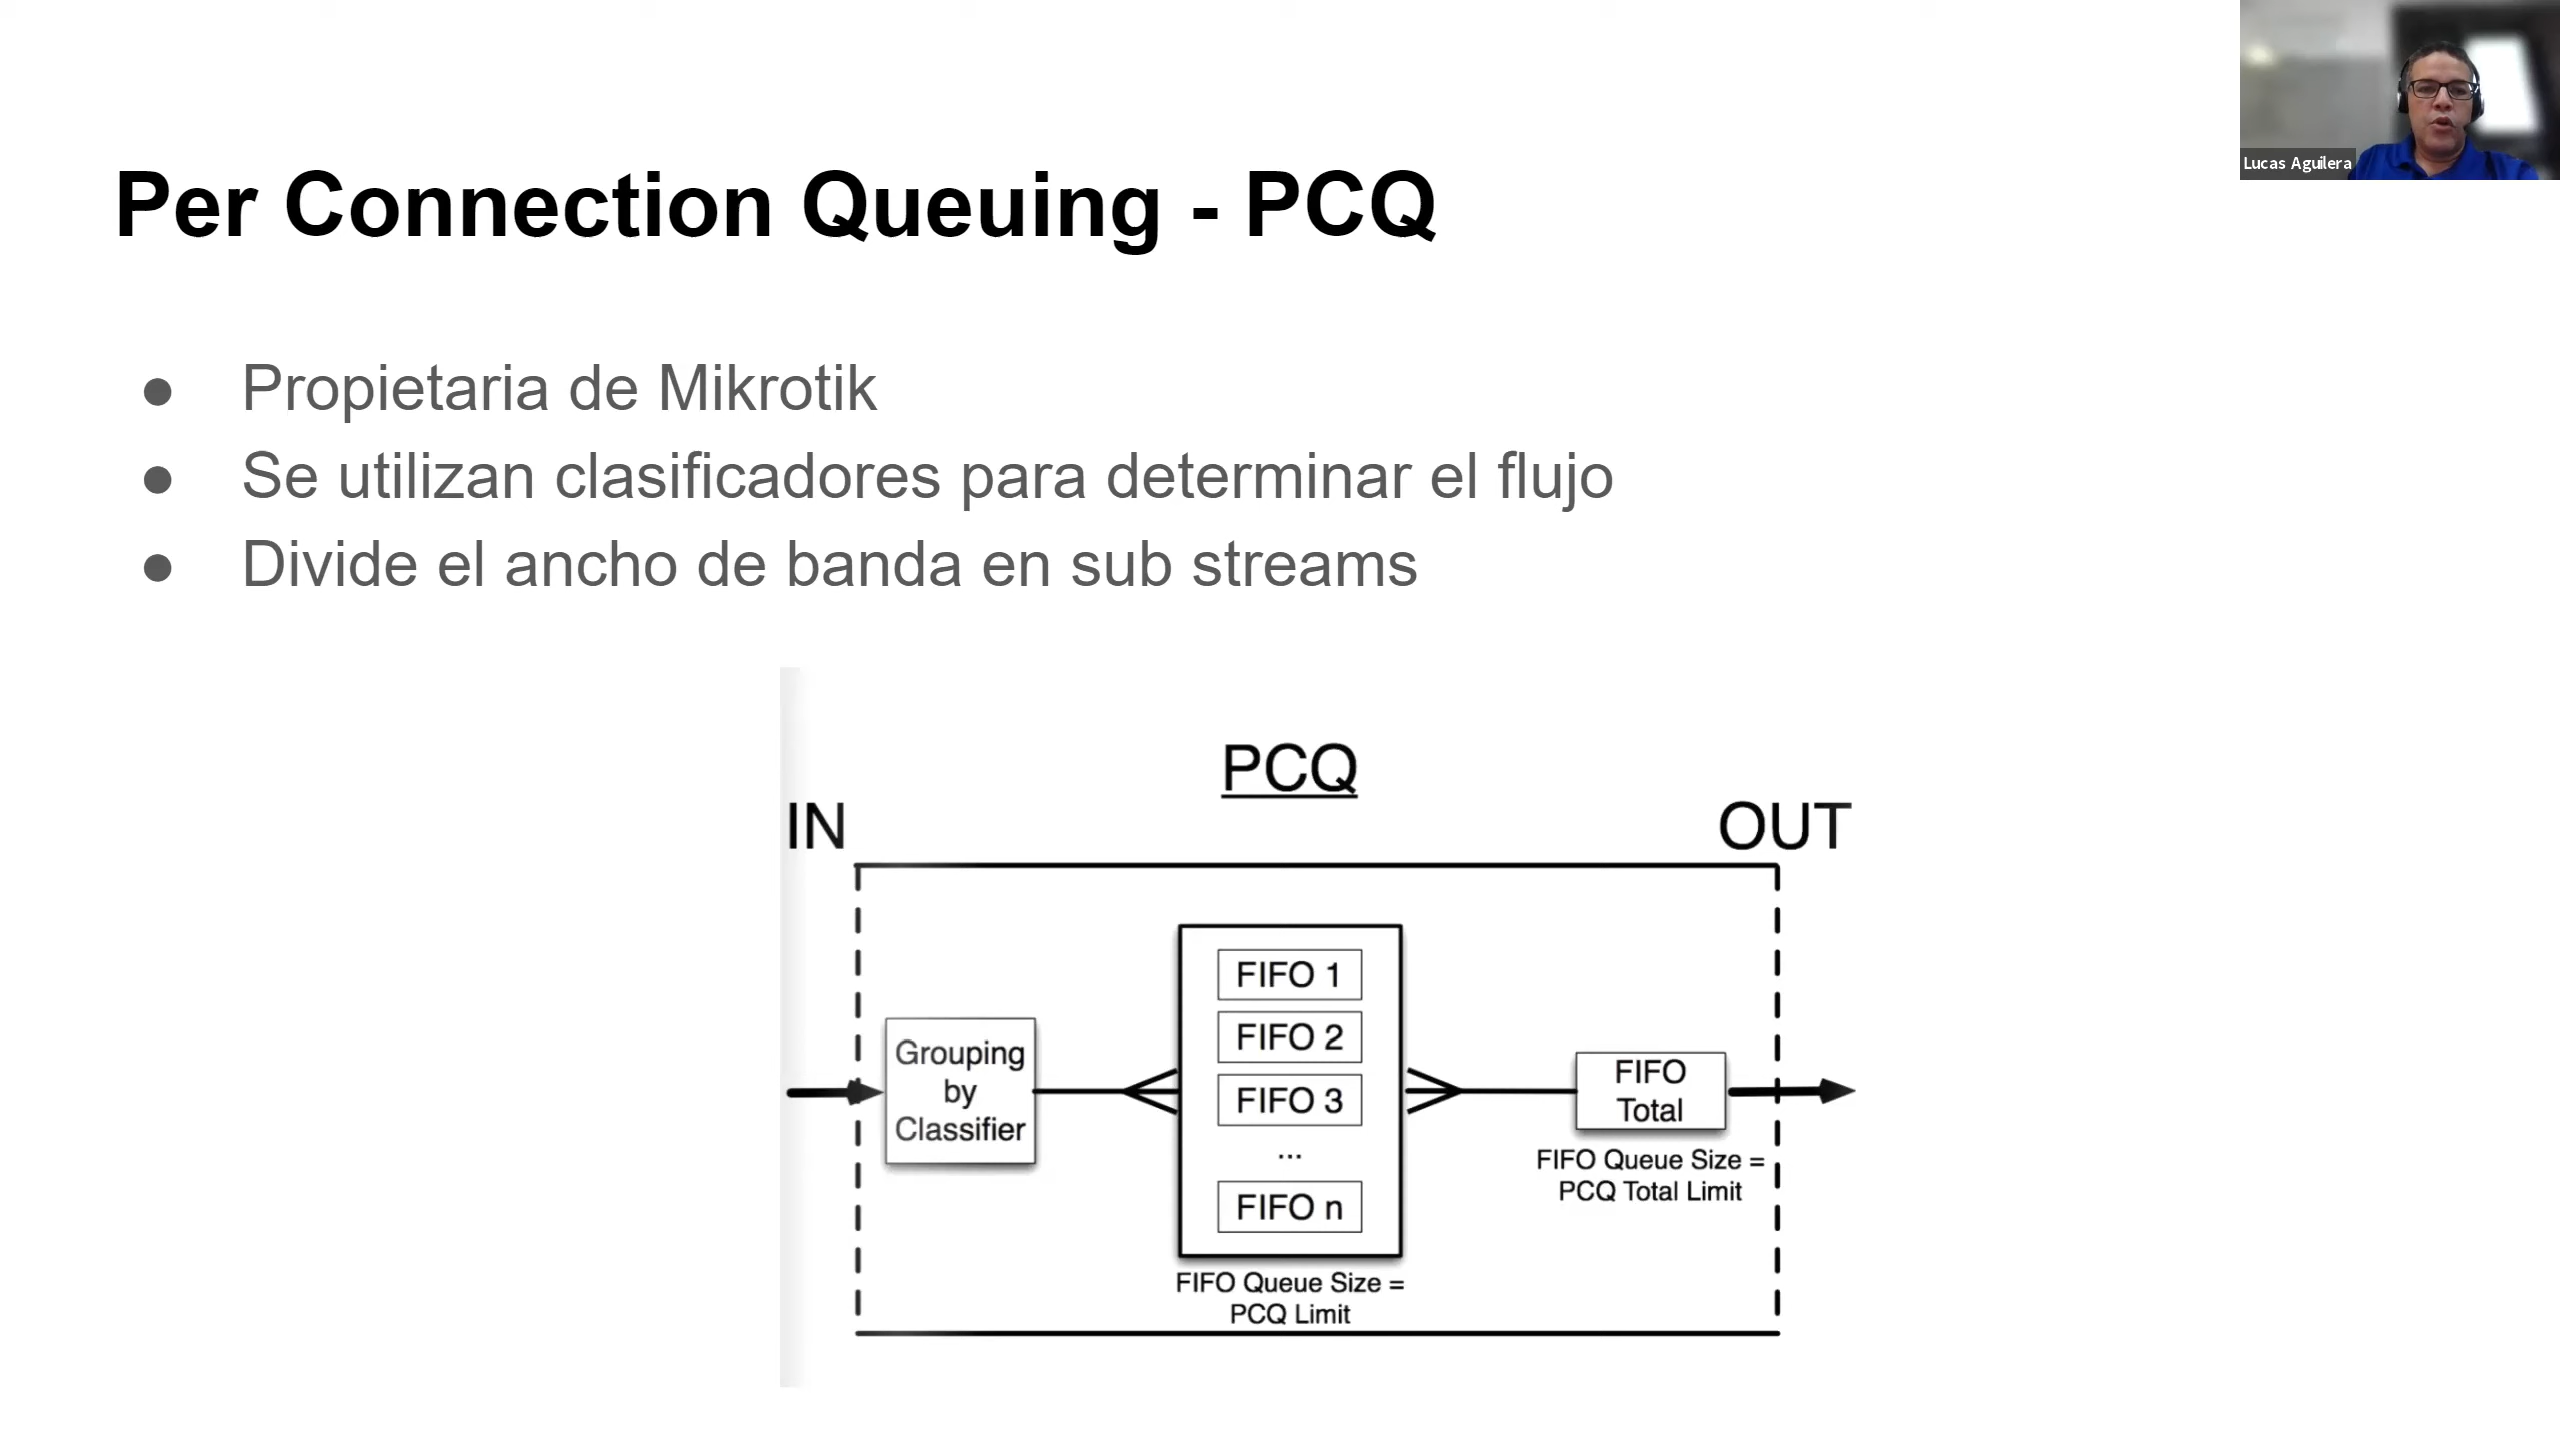 Lucas Aguilera
Per Connection Queuing - PCQ
● Propietaria de Mikrotik
● Se utilizan clasificadores para determinar el flujo
● Divide el ancho de banda en sub streams
PCQ
IN
OUT
Grouping
by
Classifier
FIFO 1
FIFO 2
FIFO 3
...
FIFO n
FIFO Queue Size =
PCQ Limit
FIFO
Total
FIFO Queue Size =
PCQ Total Limit